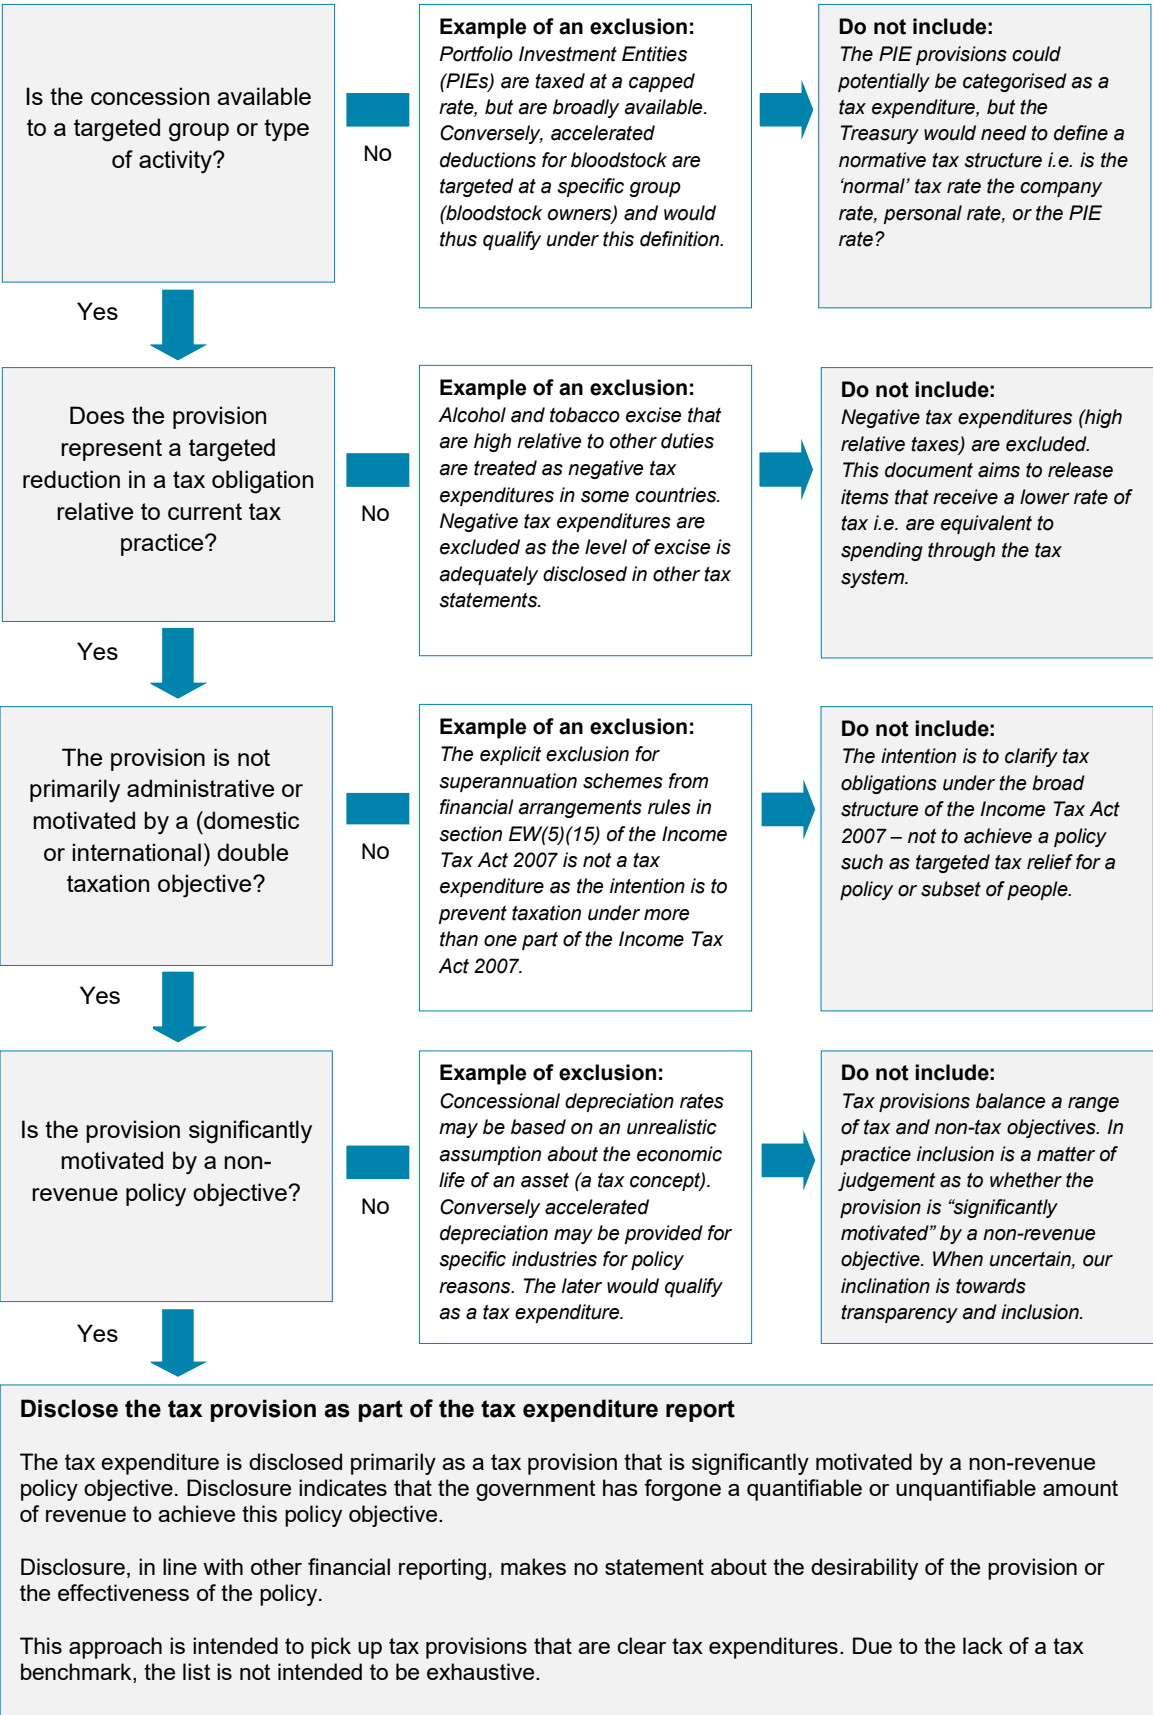 Is the concession available
to a targeted group or type
of activity?
No
Example of an exclusion:
Portfolio Investment Entities
(PIEs) are taxed at a capped
rate, but are broadly available.
Conversely, accelerated
deductions for bloodstock are
targeted at a specific group
(bloodstock owners) and would
thus qualify under this definition.
Do not include:
The PIE provisions could
potentially be categorised as a
tax expenditure, but the
Treasury would need to define a
normative tax structure i.e. is the
‘normal’ tax rate the company
rate, personal rate, or the PIE
rate?
Yes
Does the provision
represent a targeted
reduction in a tax obligation
relative to current tax
practice?
No
Example of an exclusion:
Alcohol and tobacco excise that
are high relative to other duties
are treated as negative tax
expenditures in some countries.
Negative tax expenditures are
excluded as the level of excise is
adequately disclosed in other tax
statements.
Do not include:
Negative tax expenditures (high
relative taxes) are excluded.
This document aims to release
items that receive a lower rate of
tax i.e. are equivalent to
spending through the tax
system.
Yes
The provision is not
primarily administrative or
motivated by a (domestic
or international) double
taxation objective?
No
Example of an exclusion:
The explicit exclusion for
superannuation schemes from
financial arrangements rules in
section EW(5)(15) of the Income
Tax Act 2007 is not a tax
expenditure as the intention is to
prevent taxation under more
than one part of the Income Tax
Act 2007.
Do not include:
The intention is to clarify tax
obligations under the broad
structure of the Income Tax Act
2007 – not to achieve a policy
such as targeted tax relief for a
policy or subset of people.
Yes
Is the provision significantly
motivated by a non-
revenue policy objective?
No
Example of exclusion:
Concessional depreciation rates
may be based on an unrealistic
assumption about the economic
life of an asset (a tax concept).
Conversely accelerated
depreciation may be provided for
specific industries for policy
reasons. The later would qualify
as a tax expenditure.
Do not include:
Tax provisions balance a range
of tax and non-tax objectives. In
practice inclusion is a matter of
judgement as to whether the
provision is “significantly
motivated” by a non-revenue
objective. When uncertain, our
inclination is towards
transparency and inclusion.
Yes
Disclose the tax provision as part of the tax expenditure report
The tax expenditure is disclosed primarily as a tax provision that is significantly motivated by a non-revenue
policy objective. Disclosure indicates that the government has forgone a quantifiable or unquantifiable amount
of revenue to achieve this policy objective.
Disclosure, in line with other financial reporting, makes no statement about the desirability of the provision or
the effectiveness of the policy.
This approach is intended to pick up tax provisions that are clear tax expenditures. Due to the lack of a tax
benchmark, the list is not intended to be exhaustive.